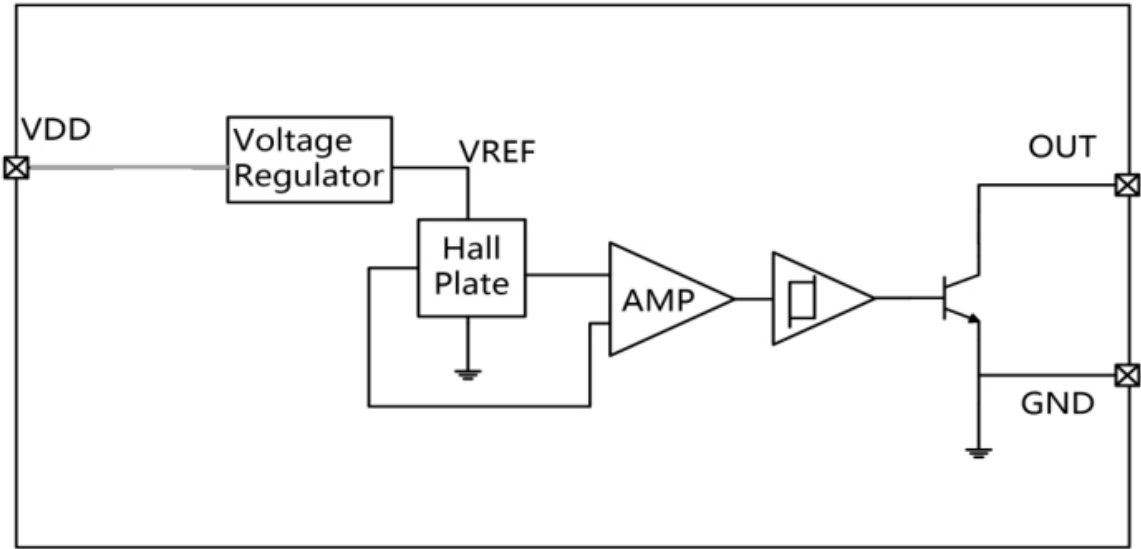 VDD
Voltage
Regulator
VREF
OUT
Hall
Plate
AMP
GND